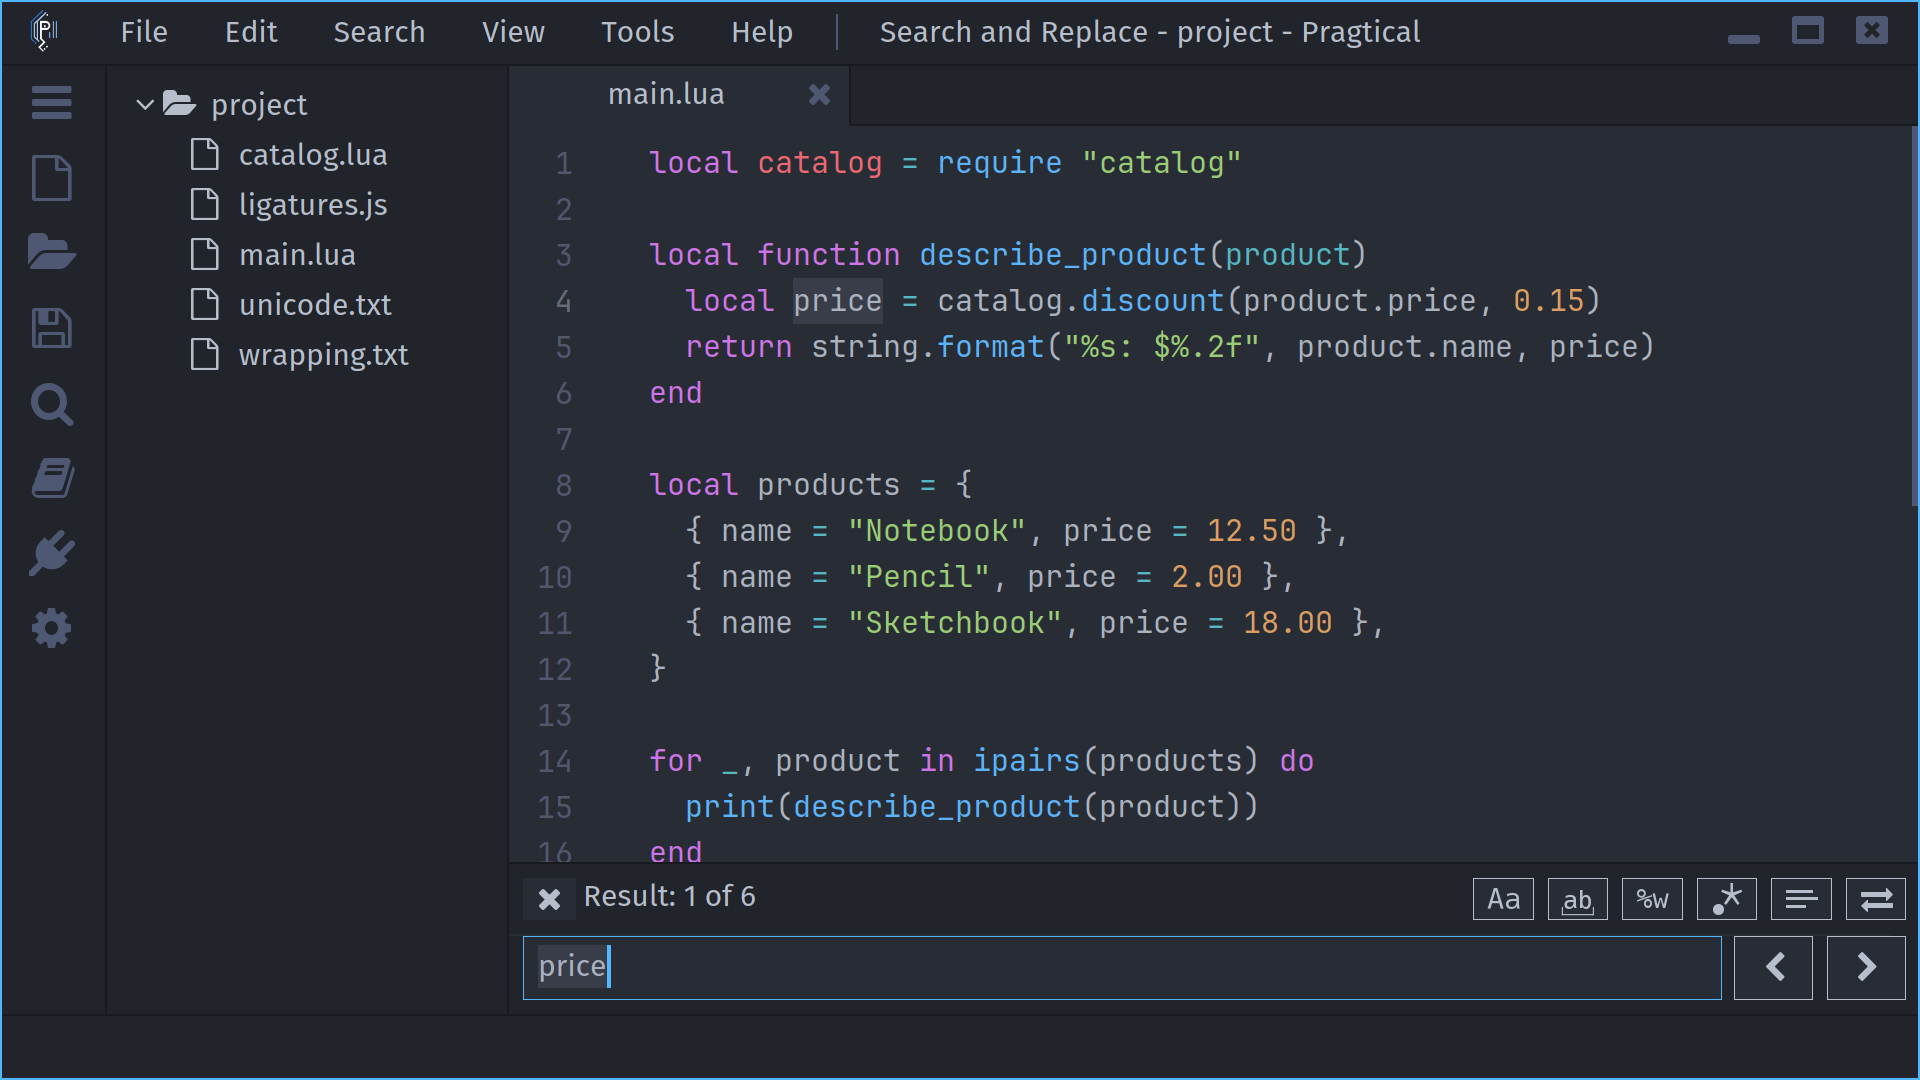 File Edit Search View Tools Help Search and Replace - project - Pragtical
project
catalog.lua
ligatures.js
main.lua
unicode.txt
wrapping.txt
main.lua
1 local catalog = require "catalog"
2
3 local function describe_product(product)
4   local price = catalog.discount(product.price, 0.15)
5   return string.format("%s: $%.2f", product.name, price)
6 end
7
8 local products = {
9   { name = "Notebook", price = 12.50 },
10   { name = "Pencil", price = 2.00 },
11   { name = "Sketchbook", price = 18.00 },
12 }
13
14 for _, product in ipairs(products) do
15   print(describe_product(product))
16 end
Result: 1 of 6 Aa ab %w .*
price